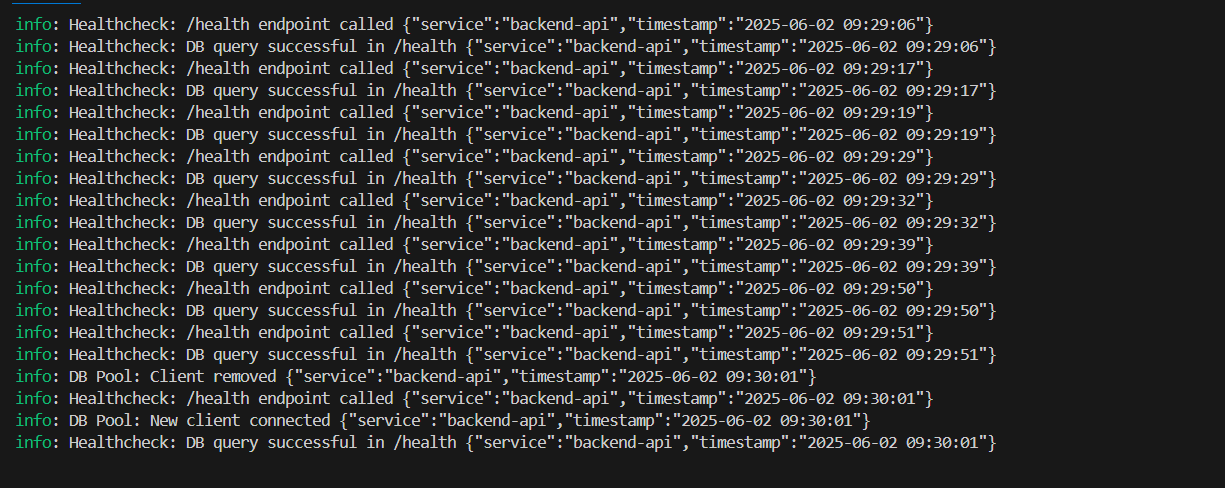 info: Healthcheck: /health endpoint called {"service":"backend-api","timestamp":"2025-06-02 09:29:06"}
info: Healthcheck: DB query successful in /health {"service":"backend-api","timestamp":"2025-06-02 09:29:06"}
info: Healthcheck: /health endpoint called {"service":"backend-api","timestamp":"2025-06-02 09:29:17"}
info: Healthcheck: DB query successful in /health {"service":"backend-api","timestamp":"2025-06-02 09:29:17"}
info: Healthcheck: /health endpoint called {"service":"backend-api","timestamp":"2025-06-02 09:29:19"}
info: Healthcheck: DB query successful in /health {"service":"backend-api","timestamp":"2025-06-02 09:29:19"}
info: Healthcheck: /health endpoint called {"service":"backend-api","timestamp":"2025-06-02 09:29:29"}
info: Healthcheck: DB query successful in /health {"service":"backend-api","timestamp":"2025-06-02 09:29:29"}
info: Healthcheck: /health endpoint called {"service":"backend-api","timestamp":"2025-06-02 09:29:32"}
info: Healthcheck: DB query successful in /health {"service":"backend-api","timestamp":"2025-06-02 09:29:32"}
info: Healthcheck: /health endpoint called {"service":"backend-api","timestamp":"2025-06-02 09:29:39"}
info: Healthcheck: DB query successful in /health {"service":"backend-api","timestamp":"2025-06-02 09:29:39"}
info: Healthcheck: /health endpoint called {"service":"backend-api","timestamp":"2025-06-02 09:29:50"}
info: Healthcheck: DB query successful in /health {"service":"backend-api","timestamp":"2025-06-02 09:29:50"}
info: Healthcheck: /health endpoint called {"service":"backend-api","timestamp":"2025-06-02 09:29:51"}
info: Healthcheck: DB query successful in /health {"service":"backend-api","timestamp":"2025-06-02 09:29:51"}
info: DB Pool: Client removed {"service":"backend-api","timestamp":"2025-06-02 09:30:01"}
info: Healthcheck: /health endpoint called {"service":"backend-api","timestamp":"2025-06-02 09:30:01"}
info: DB Pool: New client connected {"service":"backend-api","timestamp":"2025-06-02 09:30:01"}
info: Healthcheck: DB query successful in /health {"service":"backend-api","timestamp":"2025-06-02 09:30:01"}